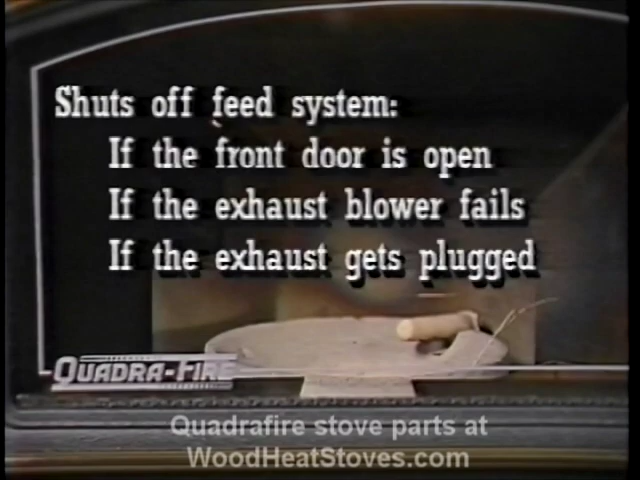 Shuts off feed system:
If the front door is open
If the exhaust blower fails
If the exhaust gets plugged
QUADRA-FIRE
Quadrafire stove parts at
WoodHeatStoves.com